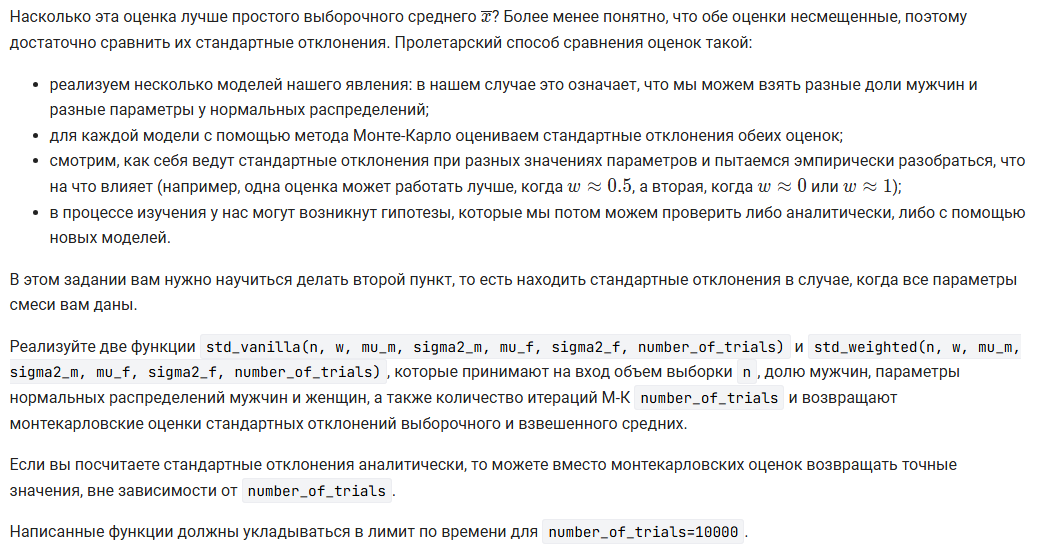 Насколько эта оценка лучше простого выборочного среднего x̅? Более менее понятно, что обе оценки несмещенные, поэтому
достаточно сравнить их стандартные отклонения. Пролетарский способ сравнения оценок такой:
• реализуем несколько моделей нашего явления: в нашем случае это означает, что мы можем взять разные доли мужчин и
разные параметры у нормальных распределений;
• для каждой модели с помощью метода Монте-Карло оцениваем стандартные отклонения обеих оценок;
• смотрим, как себя ведут стандартные отклонения при разных значениях параметров и пытаемся эмпирически разобраться, что
на что влияет (например, одна оценка может работать лучше, когда w ≈ 0.5, а вторая, когда w ≈ 0 или w ≈ 1);
• в процессе изучения у нас могут возникнут гипотезы, которые мы потом можем проверить либо аналитически, либо с помощью
новых моделей.
В этом задании вам нужно научиться делать второй пункт, то есть находить стандартные отклонения в случае, когда все параметры
смеси вам даны.
Реализуйте две функции std_vanilla(n, w, mu_m, sigma2_m, mu_f, sigma2_f, number_of_trials) и std_weighted(n, w, mu_m,
sigma2_m, mu_f, sigma2_f, number_of_trials), которые принимают на вход объем выборки n, долю мужчин, параметры
нормальных распределений мужчин и женщин, а также количество итераций М-К number_of_trials и возвращают
монтекарловские оценки стандартных отклонений выборочного и взвешенного средних.
Если вы посчитаете стандартные отклонения аналитически, то можете вместо монтекарловских оценок возвращать точные
значения, вне зависимости от number_of_trials.
Написанные функции должны укладываться в лимит по времени для number_of_trials=10000.